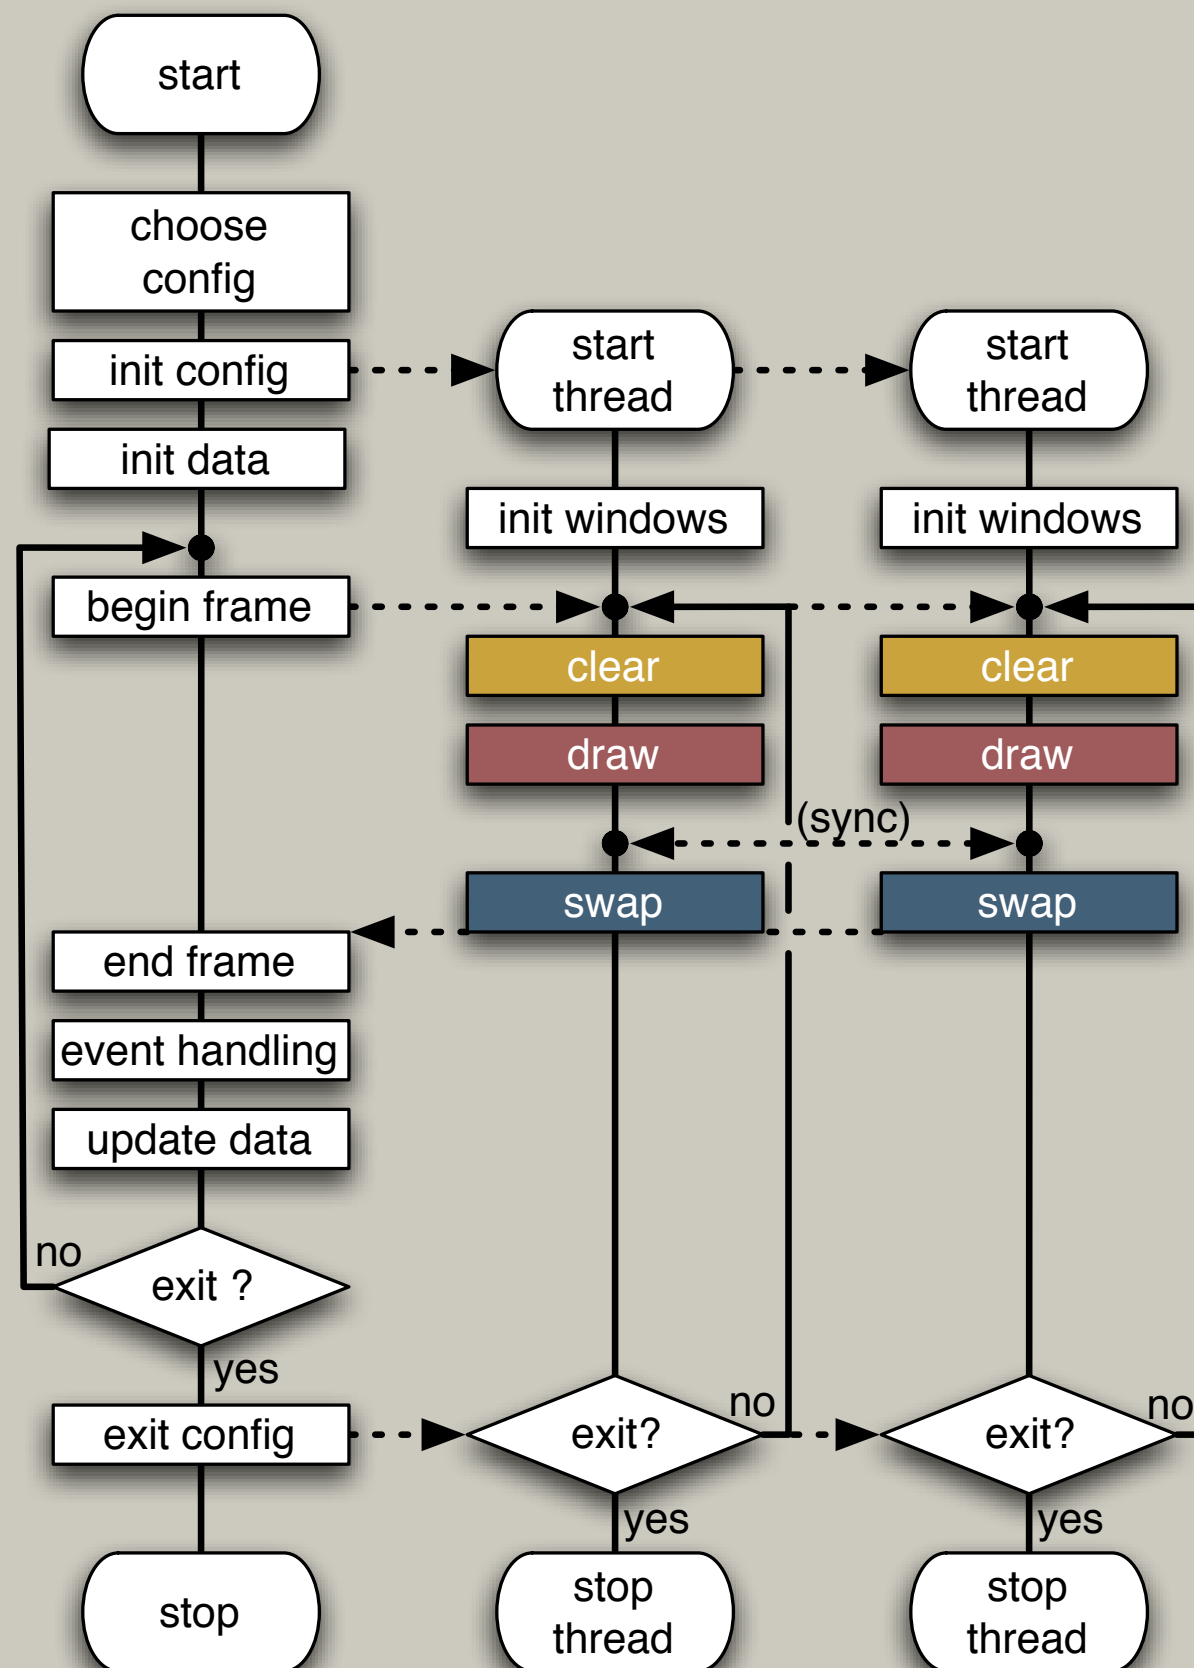 start
choose
config
init config
init data
begin frame
end frame
event handling
update data
no
exit ?
yes
exit config
stop
start
thread
init windows
clear
draw
(sync)
swap
exit?
no
yes
stop
thread
start
thread
init windows
clear
draw
swap
exit?
no
yes
stop
thread